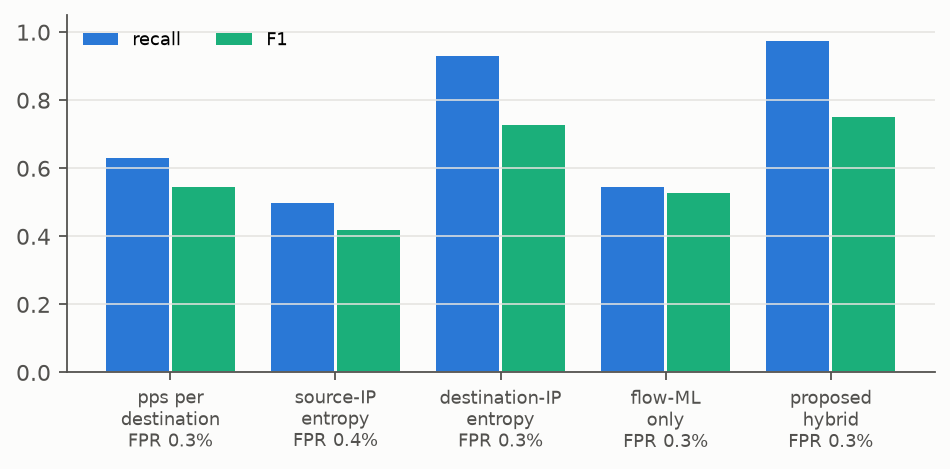 1.0
recall
F1
0.8
0.6
0.4
0.2
0.0
pps per
destination
FPR 0.3%
source-IP
entropy
FPR 0.4%
destination-IP
entropy
FPR 0.3%
flow-ML
only
FPR 0.3%
proposed
hybrid
FPR 0.3%